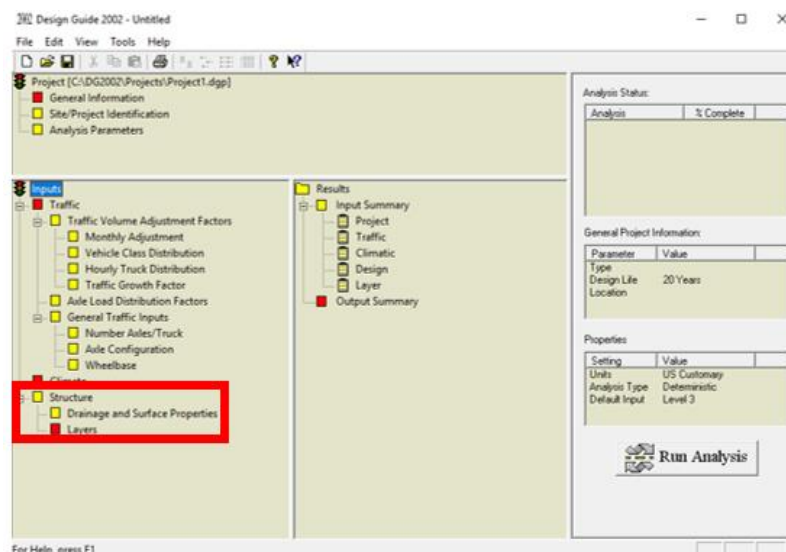 Design Guide 2002 - Untitled
File Edit View Tools Help
Project [C:\DG2002\Projects\Project1.dgp]
General Information
Site/Project Identification
Analysis Parameters
Inputs
Traffic
Traffic Volume Adjustment Factors
Monthly Adjustment
Vehicle Class Distribution
Hourly Truck Distribution
Traffic Growth Factor
Axle Load Distribution Factors
General Traffic Inputs
Number Axles/Truck
Axle Configuration
Wheelbase
Climate
Structure
Drainage and Surface Properties
Layers
Results
Input Summary
Project
Traffic
Climatic
Design
Layer
Output Summary
Analysis Status:
Analysis % Complete
General Project Information:
Parameter Value
Type
Design Life 20 Years
Location
Properties
Setting Value
Units US Customary
Analysis Type Deterministic
Default Input Level 3
Run Analysis
For Help, press F1